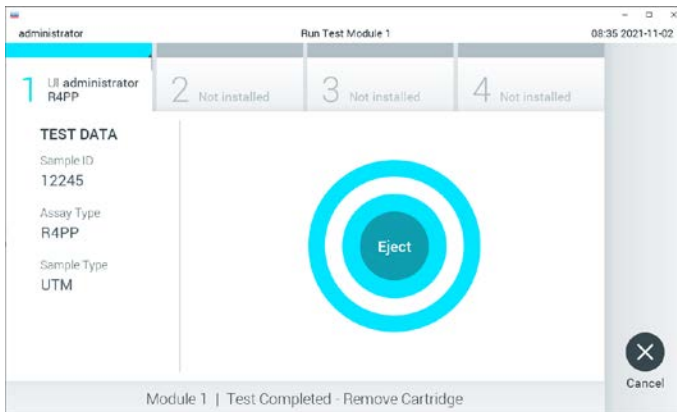 administrator Run Test Module 1 08:35 2021-11-02
1 UI administrator
R4PP
2 Not installed
3 Not installed
4 Not installed
TEST DATA
Sample ID
12245
Assay Type
R4PP
Sample Type
UTM
Eject
Cancel
Module 1 | Test Completed - Remove Cartridge